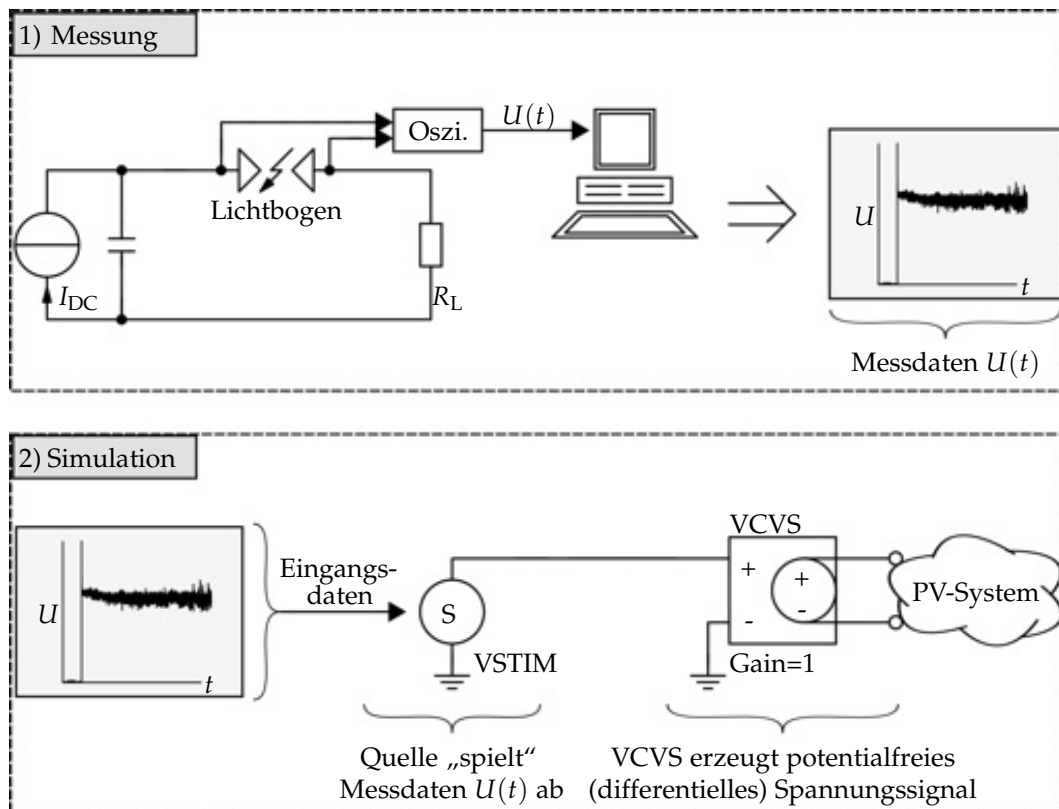 1) Messung
Oszi.
U(t)
Lichtbogen
I_DC
R_L
U
t
Messdaten U(t)
2) Simulation
U
t
Eingangs-
daten
S
VSTIM
VCVS
+
-
+
-
Gain=1
PV-System
Quelle „spielt“
Messdaten U(t) ab
VCVS erzeugt potentialfreies
(differentielles) Spannungssignal